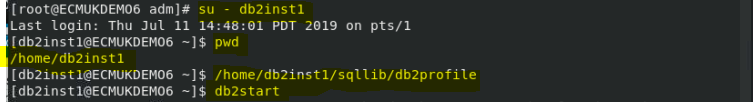 [root@ECMUKDEMO6 adm]# su - db2inst1
Last login: Thu Jul 11 14:48:01 PDT 2019 on pts/1
[db2inst1@ECMUKDEMO6 ~]$ pwd
/home/db2inst1
[db2inst1@ECMUKDEMO6 ~]$ /home/db2inst1/sqllib/db2profile
[db2inst1@ECMUKDEMO6 ~]$ db2start